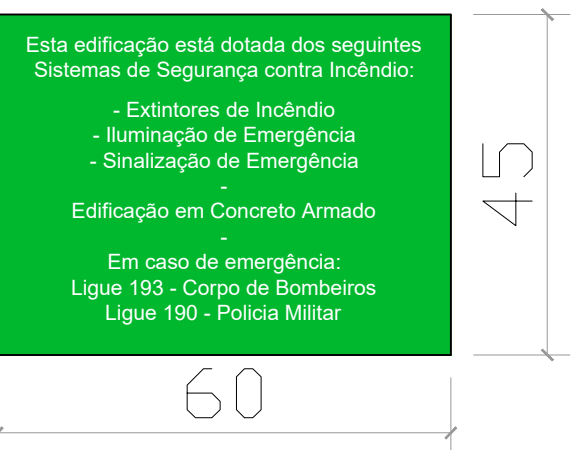 Esta edificação está dotada dos seguintes
Sistemas de Segurança contra Incêndio:
- Extintores de Incêndio
- Iluminação de Emergência
- Sinalização de Emergência
-
Edificação em Concreto Armado
-
Em caso de emergência:
Ligue 193 - Corpo de Bombeiros
Ligue 190 - Policia Militar
45
60